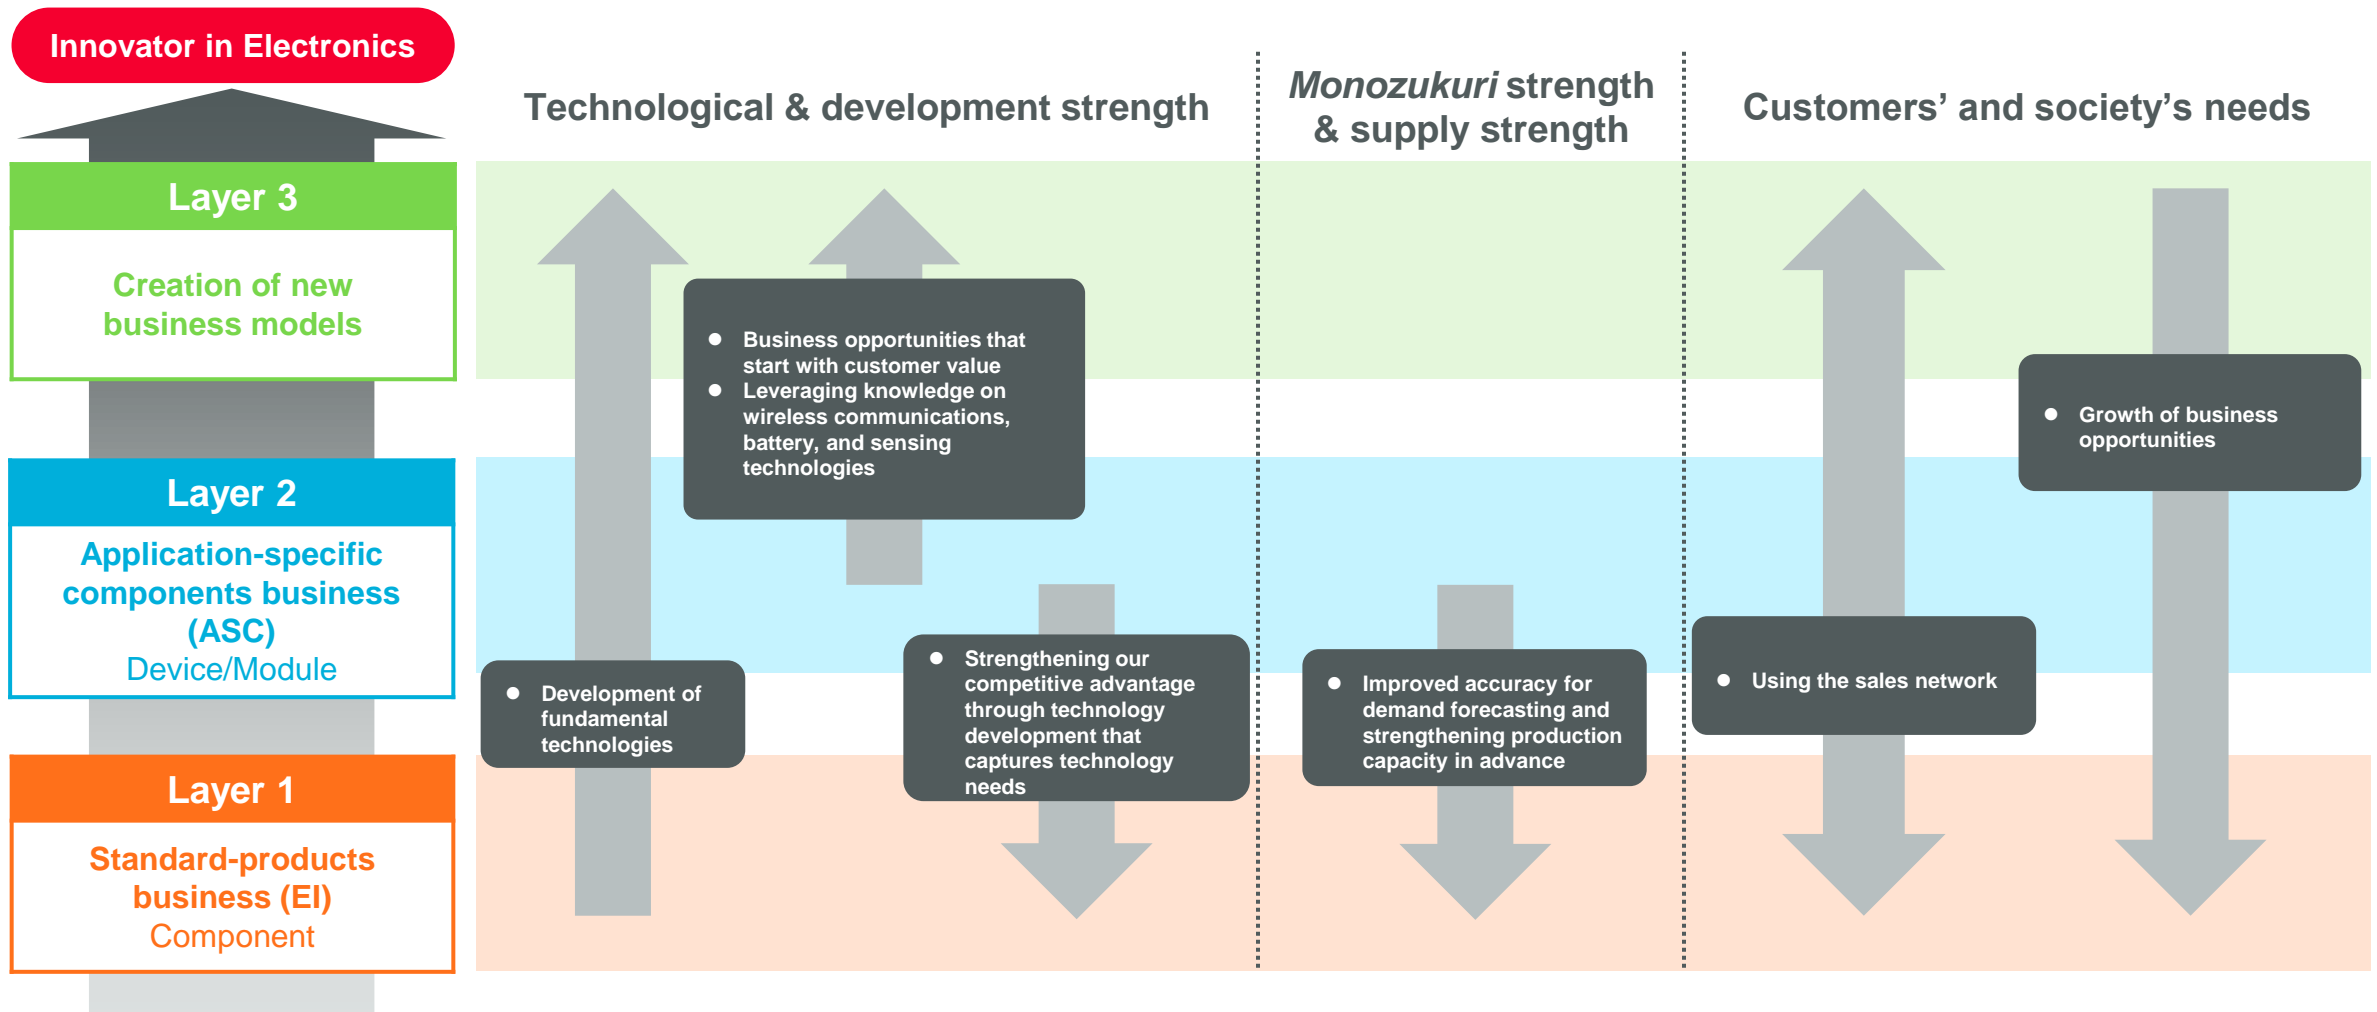 Innovator in Electronics
Technological & development strength
Monozukuri strength
& supply strength
Customers’ and society’s needs
Layer 3
Creation of new
business models
Layer 2
Application-specific
components business
(ASC)
Device/Module
Layer 1
Standard-products
business (EI)
Component
● Development of
fundamental
technologies
● Business opportunities that
start with customer value
● Leveraging knowledge on
wireless communications,
battery, and sensing
technologies
● Strengthening our
competitive advantage
through technology
development that
captures technology
needs
● Improved accuracy for
demand forecasting and
strengthening production
capacity in advance
● Using the sales network
● Growth of business
opportunities